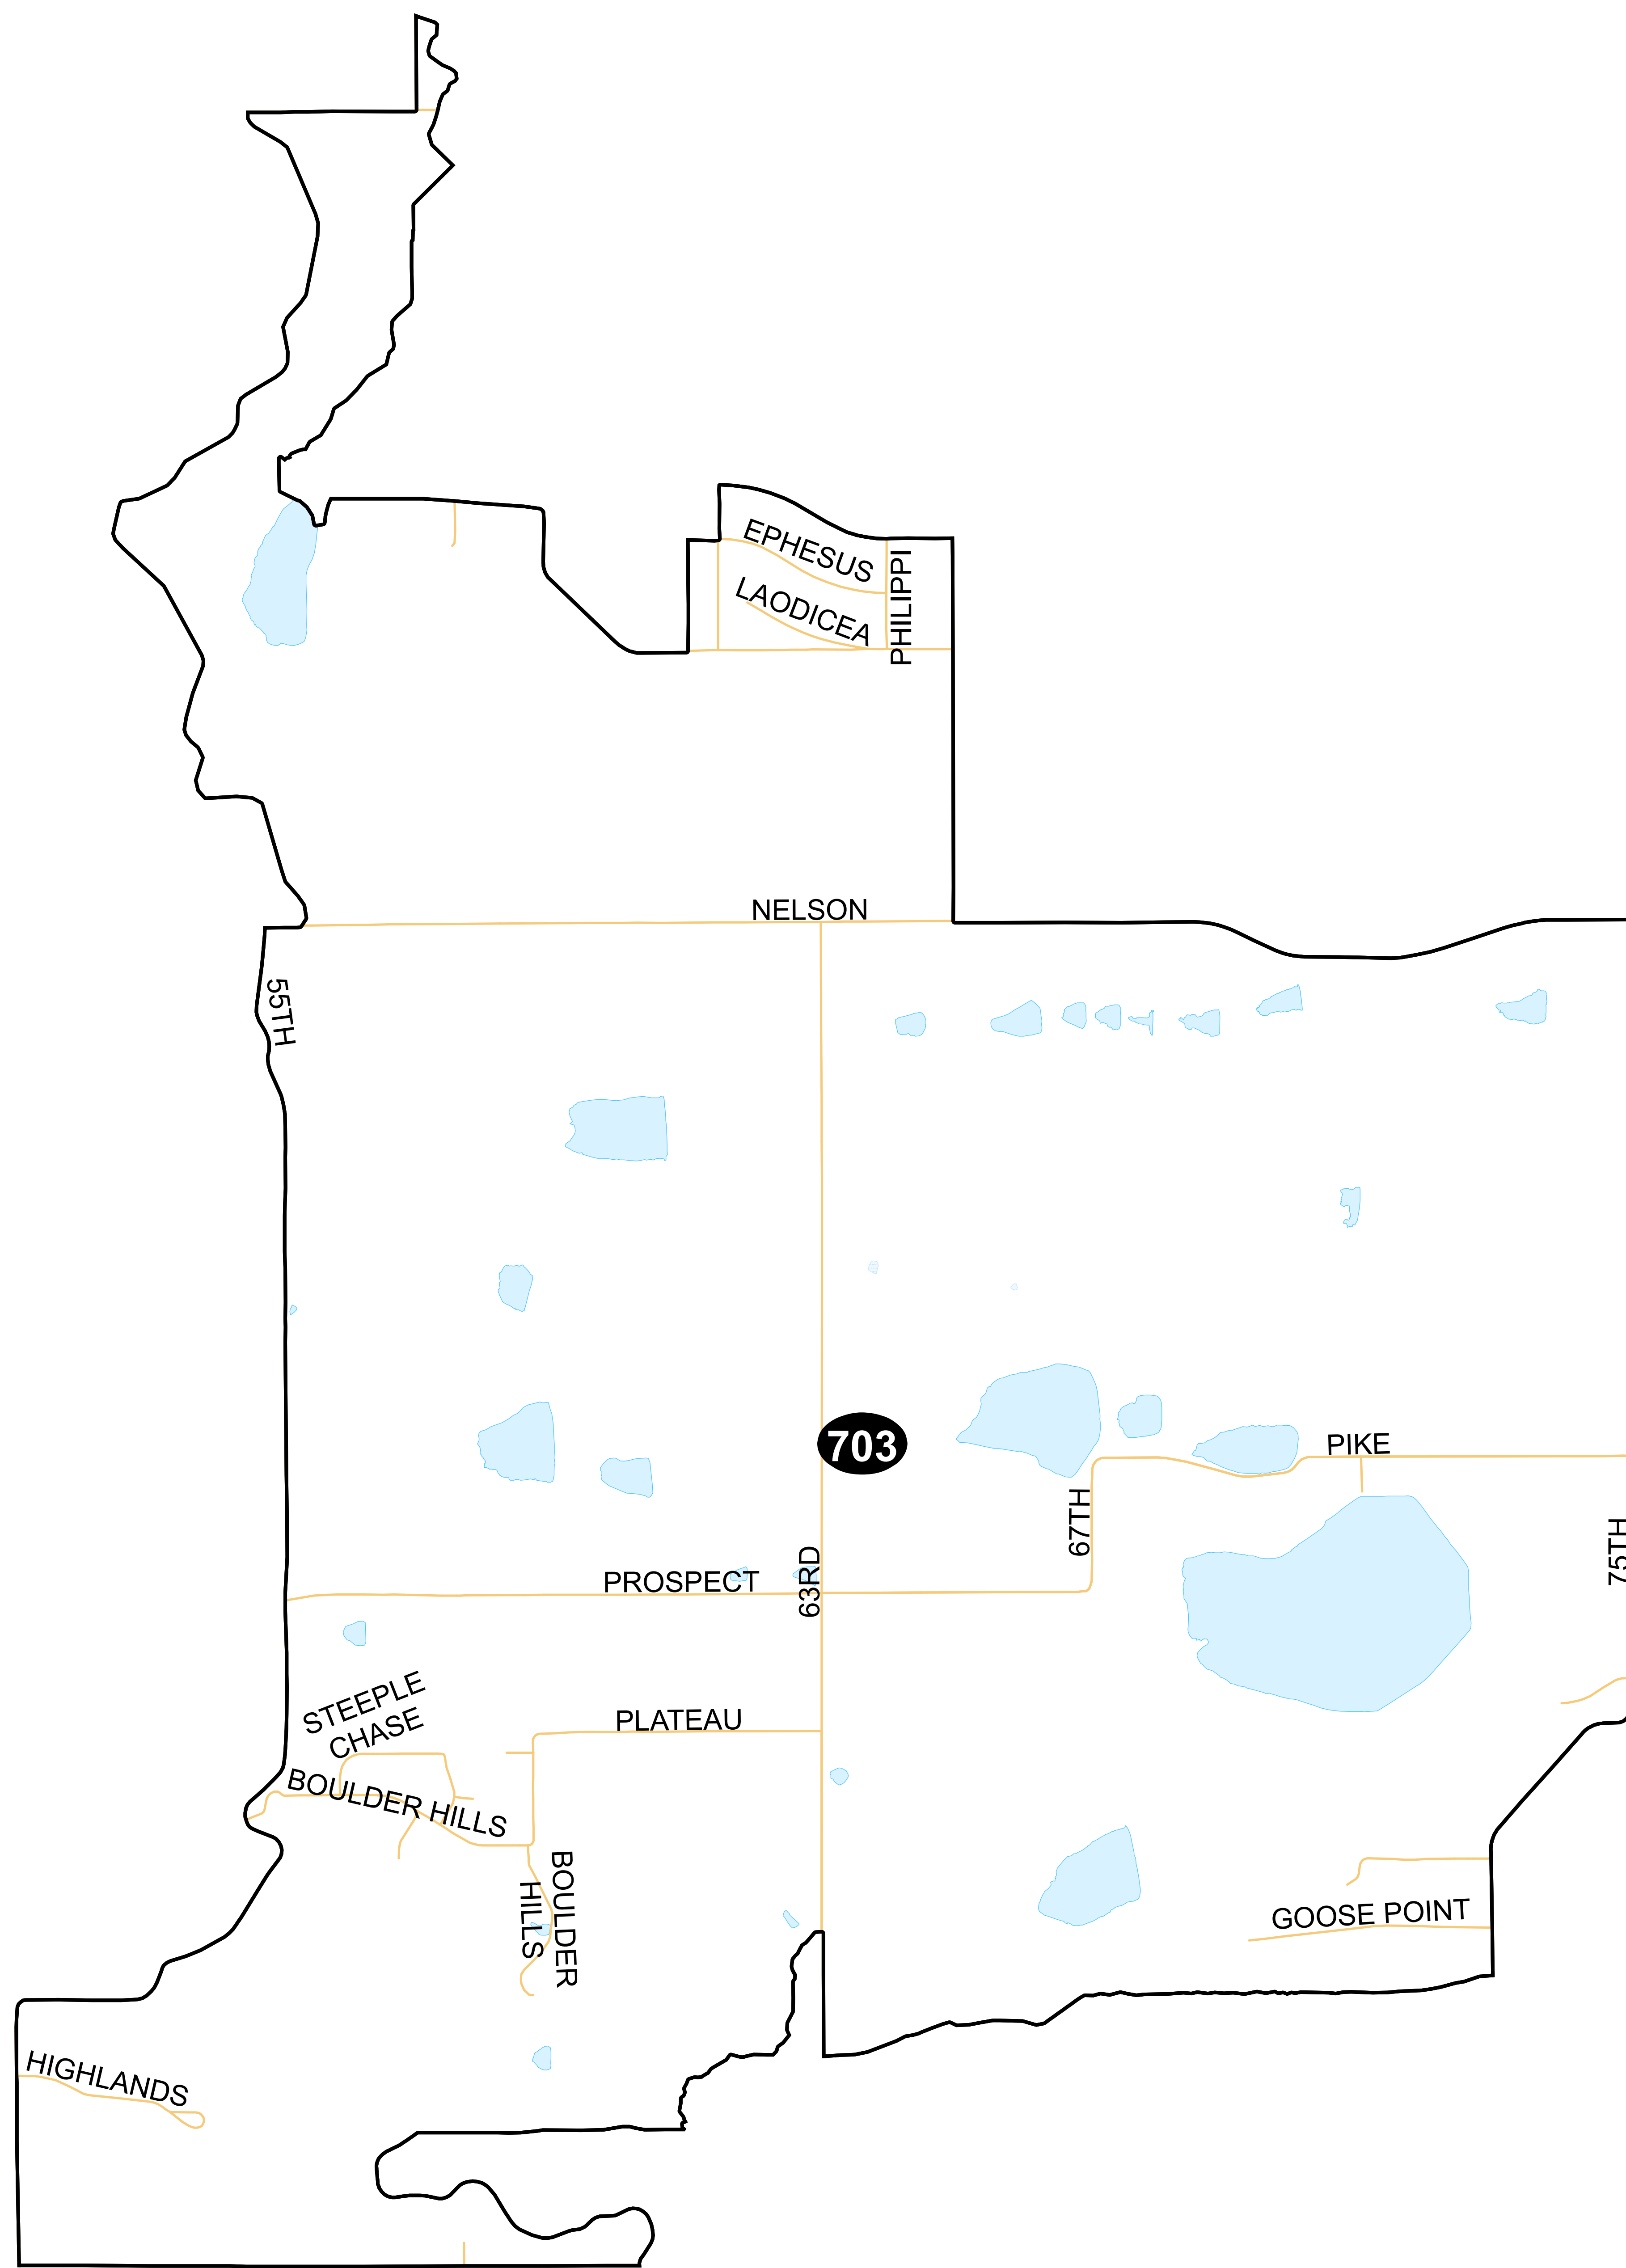 EPHESUS
LAODICEA
PHILIPPI
NELSON
55TH
703
PIKE
67TH
75TH
63RD
PROSPECT
STEEPLE
CHASE
PLATEAU
BOULDER HILLS
BOULDER
HILLS
GOOSE POINT
HIGHLANDS